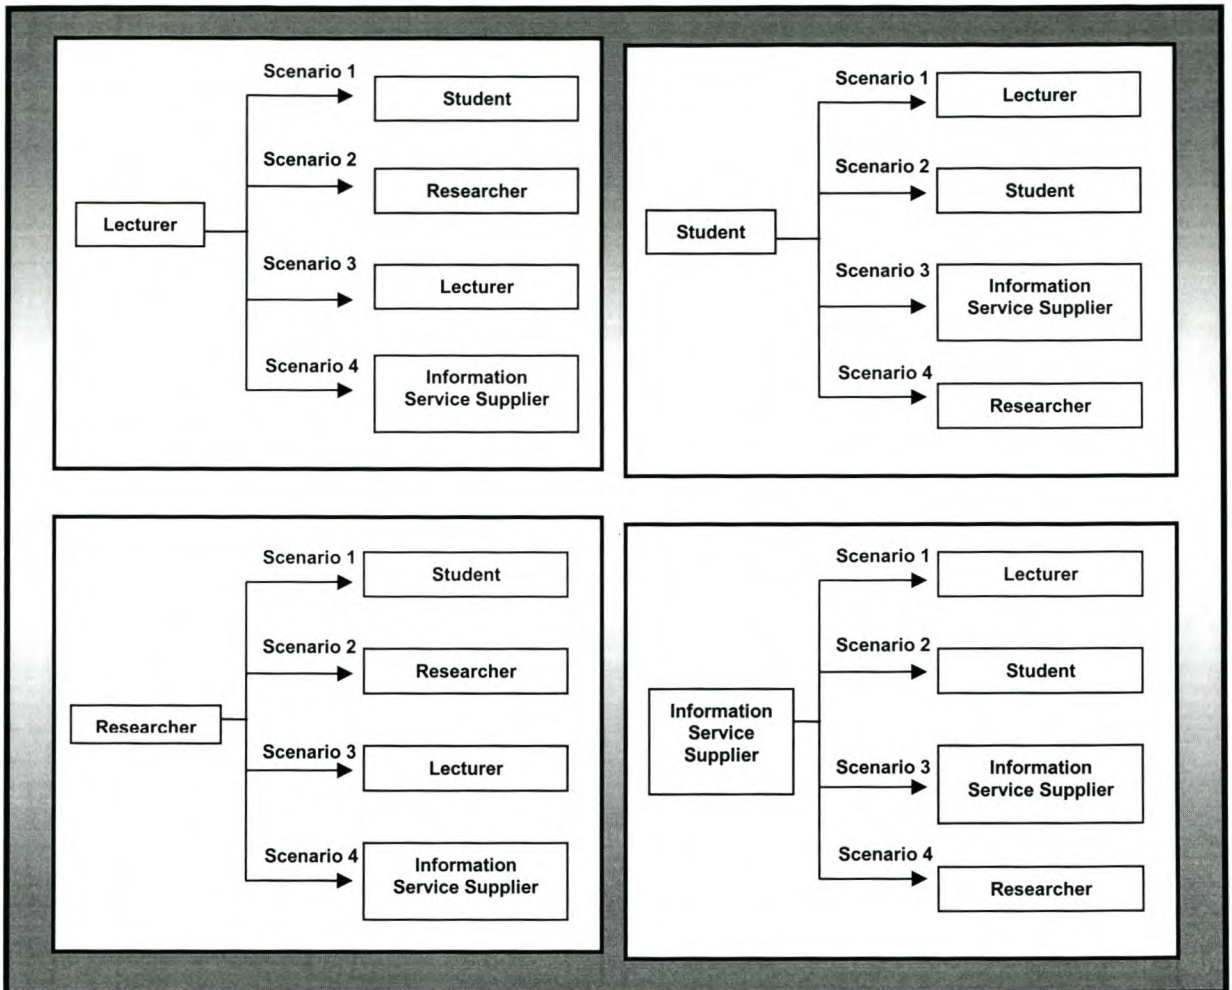 Scenario 1
Student
Scenario 2
Researcher
Lecturer
Scenario 3
Lecturer
Scenario 4
Information
Service Supplier
Scenario 1
Lecturer
Scenario 2
Student
Student
Scenario 3
Information
Service Supplier
Scenario 4
Researcher
Scenario 1
Student
Scenario 2
Researcher
Researcher
Scenario 3
Lecturer
Scenario 4
Information
Service Supplier
Scenario 1
Lecturer
Scenario 2
Student
Information
Service
Supplier
Scenario 3
Information
Service Supplier
Scenario 4
Researcher